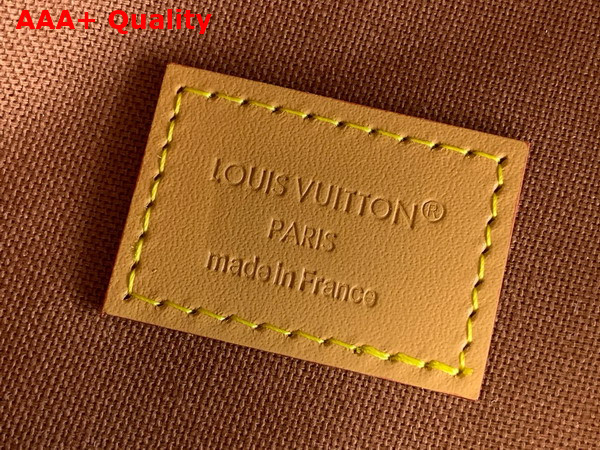 AAA+ Quality
LOUIS VUITTON®
PARIS
made in France